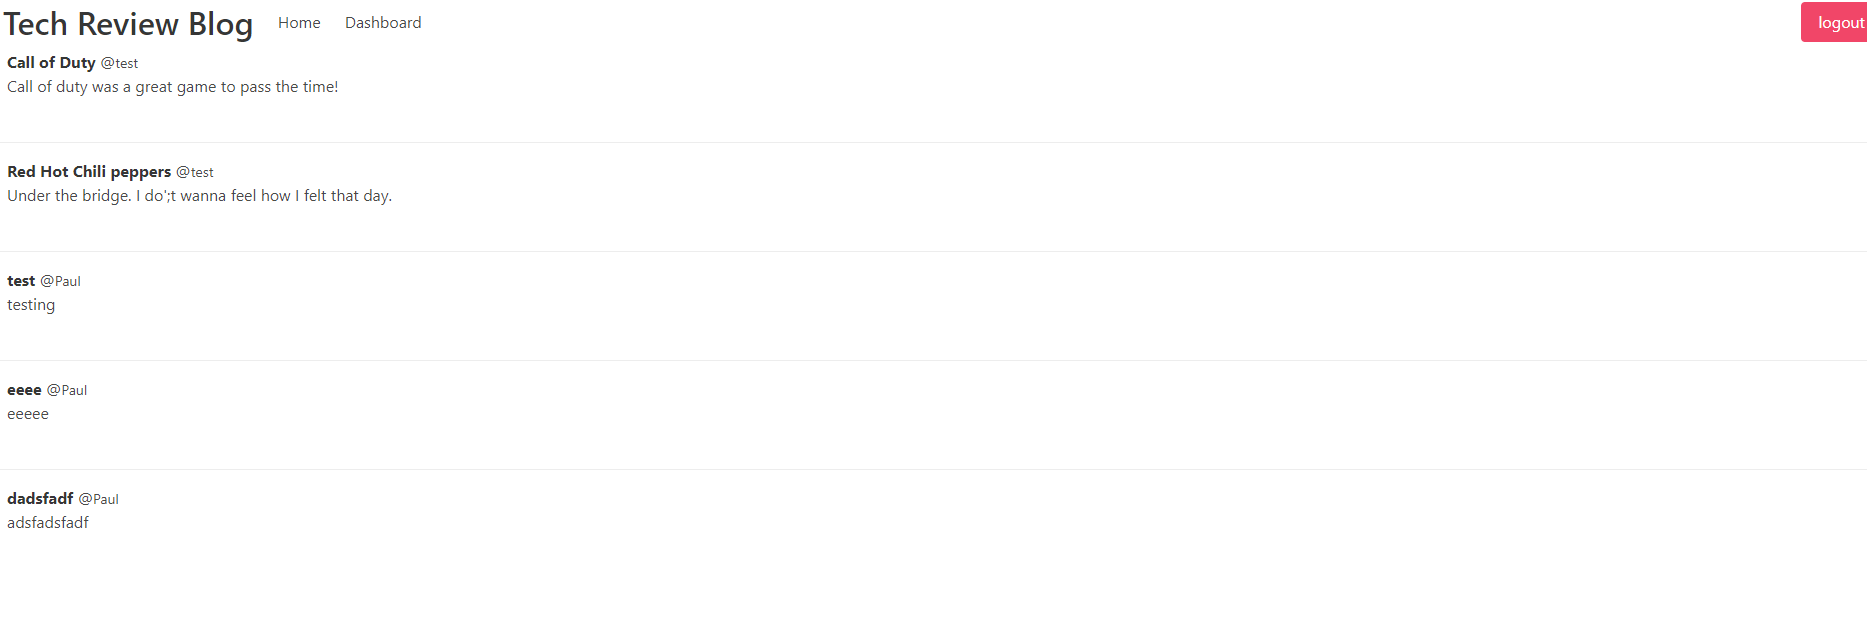 Tech Review Blog Home Dashboard logout
Call of Duty @test
Call of duty was a great game to pass the time!
Red Hot Chili peppers @test
Under the bridge. I do';t wanna feel how I felt that day.
test @Paul
testing
eeee @Paul
eeeee
dadsfadf @Paul
adsfadsfadf